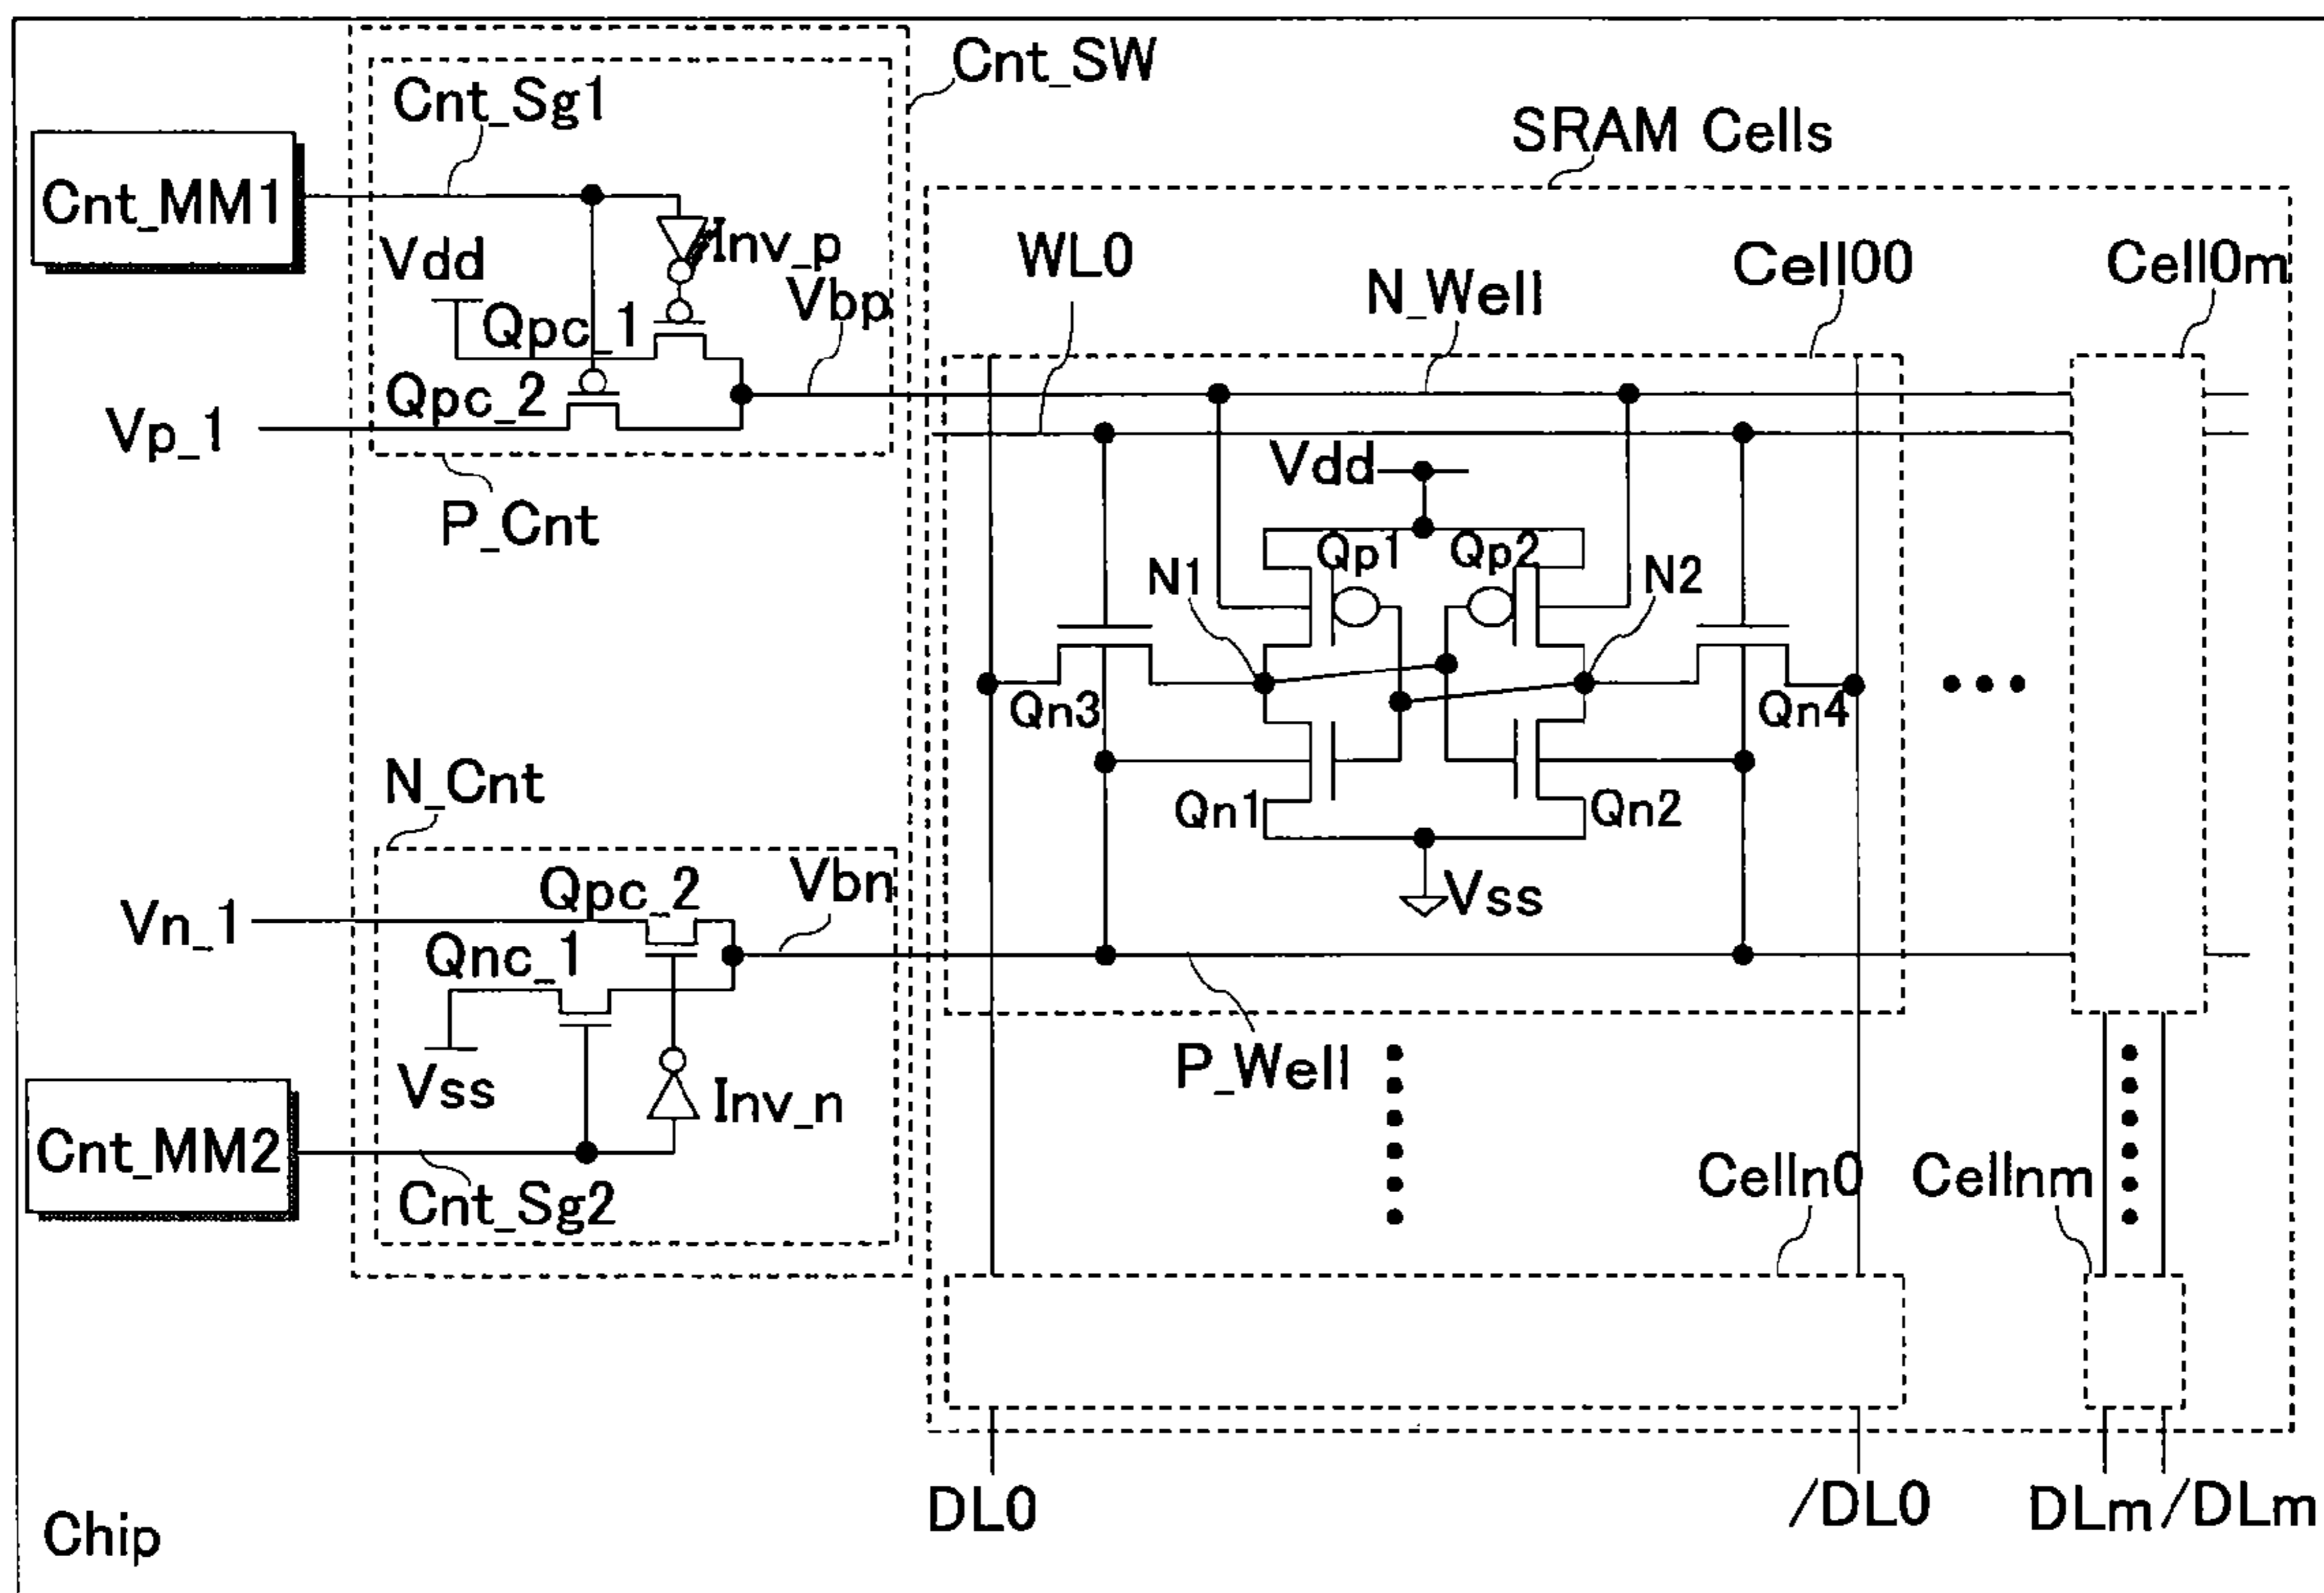 Cnt_SW
Cnt_Sg1
SRAM Cells
Cnt_MM1
Inv_p
Vdd
WL0
N_Well
Cell00
Cell0m
Vbp
Qpc_1
Qpc_2
Vp_1
Vdd
P_Cnt
Qp1
Qp2
N1
N2
Qn3
Qn4
N_Cnt
Qn1
Qn2
Qpc_2
Vbn
Vn_1
Vss
Qnc_1
P_Well
Vss
Inv_n
Cnt_MM2
Cnt_Sg2
Celln0
Cellnm
DL0
/DL0
DLm
/DLm
Chip